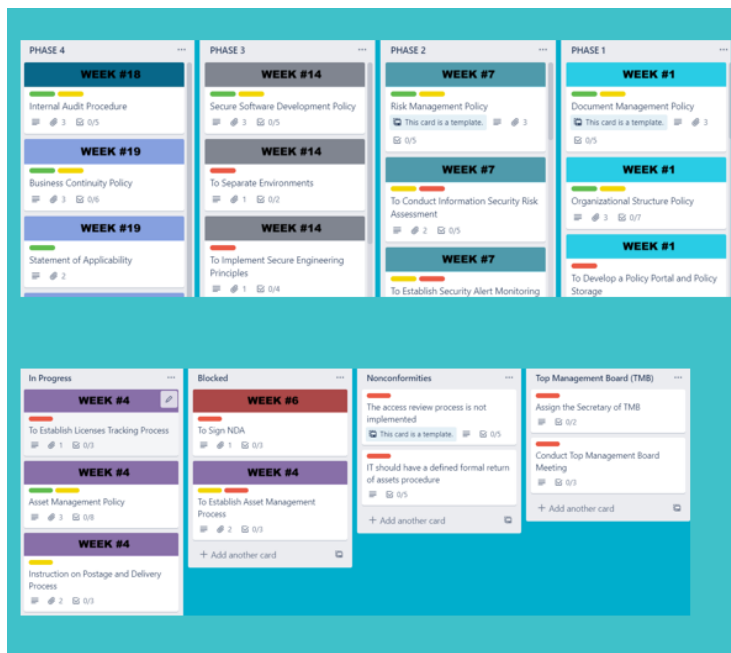 PHASE 4
WEEK #18
Internal Audit Procedure
3 0/5
WEEK #19
Business Continuity Policy
3 0/6
WEEK #19
Statement of Applicability
2
PHASE 3
WEEK #14
Secure Software Development Policy
3 0/5
WEEK #14
To Separate Environments
1 0/2
WEEK #14
To Implement Secure Engineering
Principles
1 0/4
PHASE 2
WEEK #7
Risk Management Policy
This card is a template. 3
0/5
WEEK #7
To Conduct Information Security Risk
Assessment
2 0/5
WEEK #7
To Establish Security Alert Monitoring
PHASE 1
WEEK #1
Document Management Policy
This card is a template. 3
0/5
WEEK #1
Organizational Structure Policy
3 0/7
WEEK #1
To Develop a Policy Portal and Policy
Storage
In Progress
WEEK #4
To Establish Licenses Tracking Process
1 0/3
WEEK #4
Asset Management Policy
3 0/8
WEEK #4
Instruction on Postage and Delivery
Process
2 0/3
Blocked
WEEK #6
To Sign NDA
1 0/3
WEEK #4
To Establish Asset Management
Process
2 0/3
+ Add another card
Nonconformities
The access review process is not
implemented
This card is a template. 0/5
IT should have a defined formal return
of assets procedure
0/5
+ Add another card
Top Management Board (TMB)
Assign the Secretary of TMB
0/2
Conduct Top Management Board
Meeting
0/3
+ Add another card